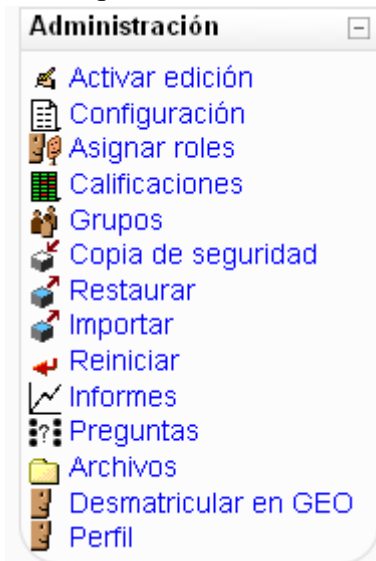 Administración
Activar edición
Configuración
Asignar roles
Calificaciones
Grupos
Copia de seguridad
Restaurar
Importar
Reiniciar
Informes
Preguntas
Archivos
Desmatricular en GEO
Perfil